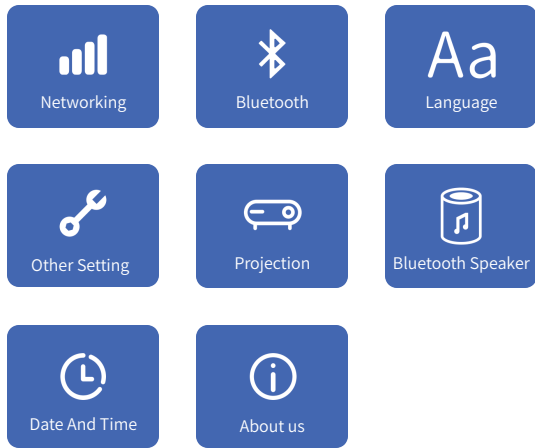 Networking
Bluetooth
Aa
Language
Other Setting
Projection
Bluetooth Speaker
Date And Time
About us